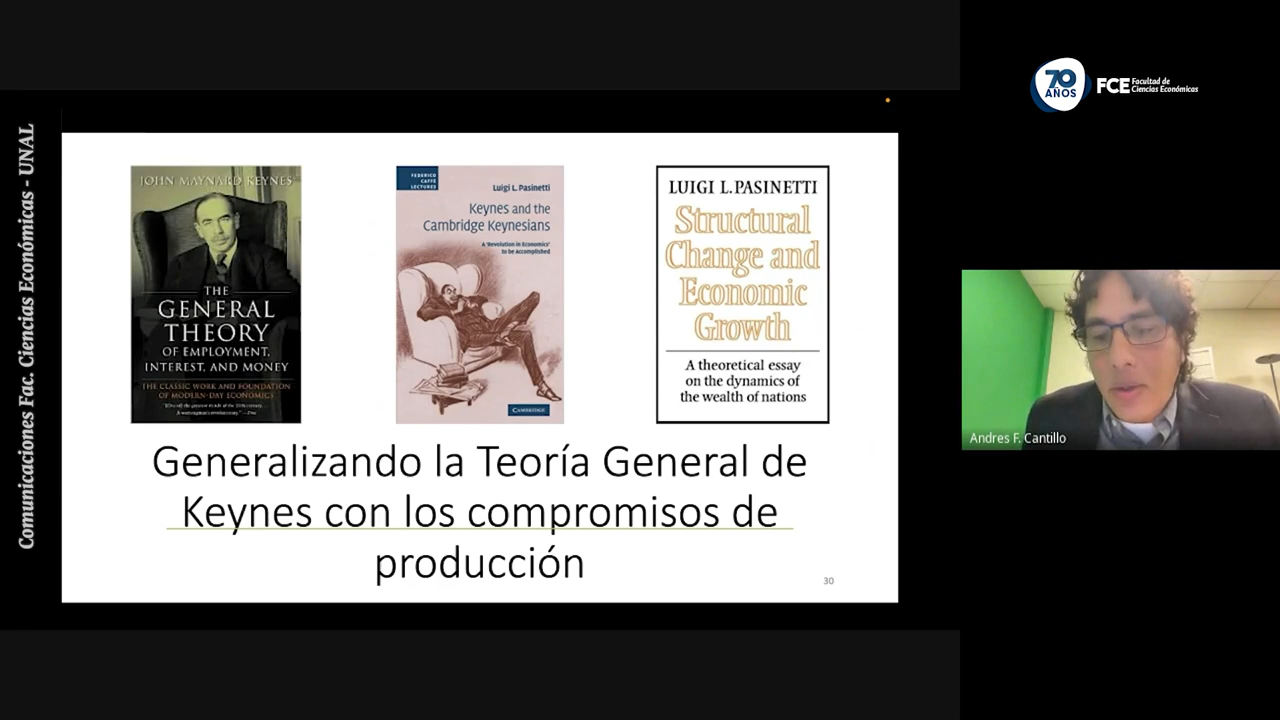 Comunicaciones Fac. Ciencias Económicas - UNAL
70
AÑOS
FCE
Facultad de
Ciencias Económicas
JOHN MAYNARD KEYNES
THE
GENERAL
THEORY
OF EMPLOYMENT,
INTEREST, AND MONEY
THE CLASSIC WORK AND FOUNDATION
OF MODERN-DAY ECONOMICS
FEDERICO
CAFFÈ
LECTURES
Luigi L. Pasinetti
Keynes and the
Cambridge Keynesians
A 'Revolution in Economics'
to be Accomplished
CAMBRIDGE
LUIGI L. PASINETTI
Structural
Change and
Economic
Growth
A theoretical essay
on the dynamics of
the wealth of nations
Generalizando la Teoría General de
Keynes con los compromisos de
producción
30
Andres F. Cantillo